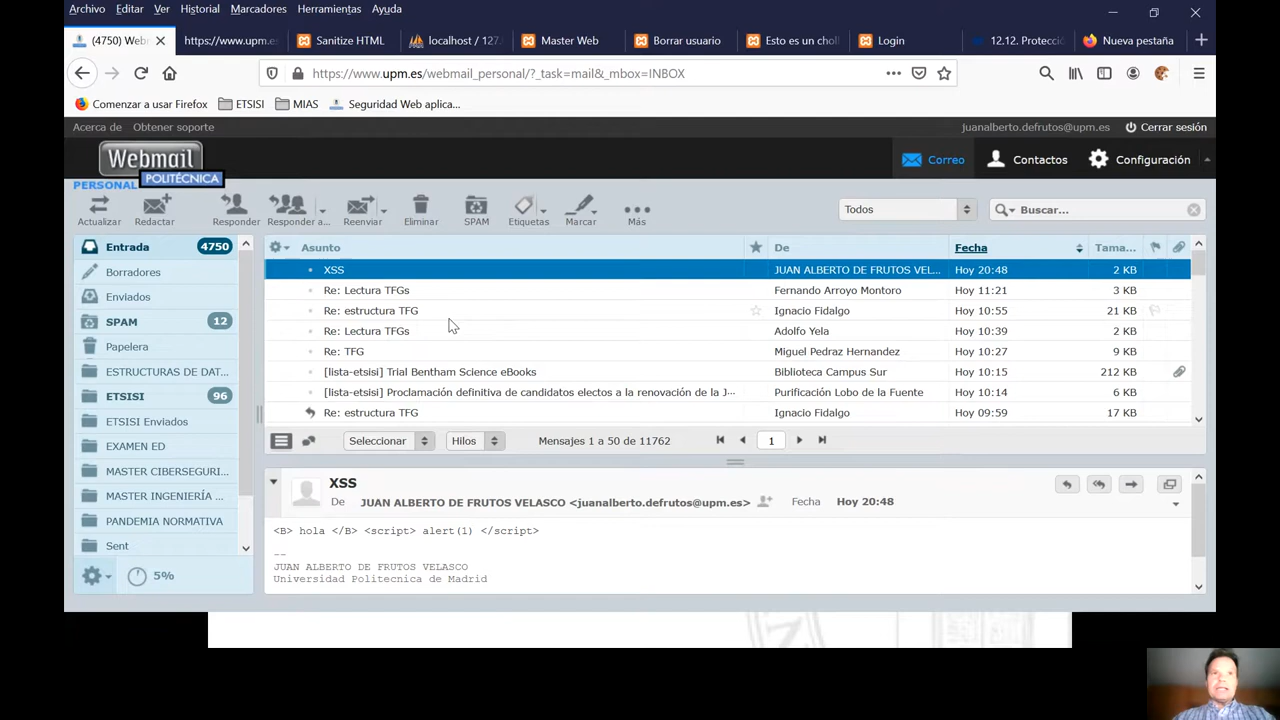 Archivo Editar Ver Historial Marcadores Herramientas Ayuda
(4750) Web
https://www.upm.es
Sanitize HTML
localhost / 127.
Master Web
Borrar usuario
Esto es un choll
Login
12.12. Protecció
Nueva pestaña
https://www.upm.es/webmail_personal/?_task=mail&_mbox=INBOX
Comenzar a usar Firefox ETSISI MIAS Seguridad Web aplica...
Acerca de Obtener soporte juanalberto.defrutos@upm.es Cerrar sesión
Webmail
POLITÉCNICA
PERSONAL
Correo Contactos Configuración
Actualizar Redactar Responder Responder a... Reenviar Eliminar SPAM Etiquetas Marcar Más
Todos Buscar...
Entrada 4750
Borradores
Enviados
SPAM 12
Papelera
ESTRUCTURAS DE DAT...
ETSISI 96
ETSISI Enviados
EXAMEN ED
MASTER CIBERSEGURI...
MASTER INGENIERÍA ...
PANDEMIA NORMATIVA
Sent
5%
Asunto De Fecha Tama...
XSS JUAN ALBERTO DE FRUTOS VEL... Hoy 20:48 2 KB
Re: Lectura TFGs Fernando Arroyo Montoro Hoy 11:21 3 KB
Re: estructura TFG Ignacio Fidalgo Hoy 10:55 21 KB
Re: Lectura TFGs Adolfo Yela Hoy 10:39 2 KB
Re: TFG Miguel Pedraz Hernandez Hoy 10:27 9 KB
[lista-etsisi] Trial Bentham Science eBooks Biblioteca Campus Sur Hoy 10:15 212 KB
[lista-etsisi] Proclamación definitiva de candidatos electos a la renovación de la J... Purificación Lobo de la Fuente Hoy 10:14 6 KB
Re: estructura TFG Ignacio Fidalgo Hoy 09:59 17 KB
Seleccionar Hilos Mensajes 1 a 50 de 11762 1
XSS
De JUAN ALBERTO DE FRUTOS VELASCO <juanalberto.defrutos@upm.es> Fecha Hoy 20:48
<B> hola </B> <script> alert(1) </script>
--
JUAN ALBERTO DE FRUTOS VELASCO
Universidad Politecnica de Madrid